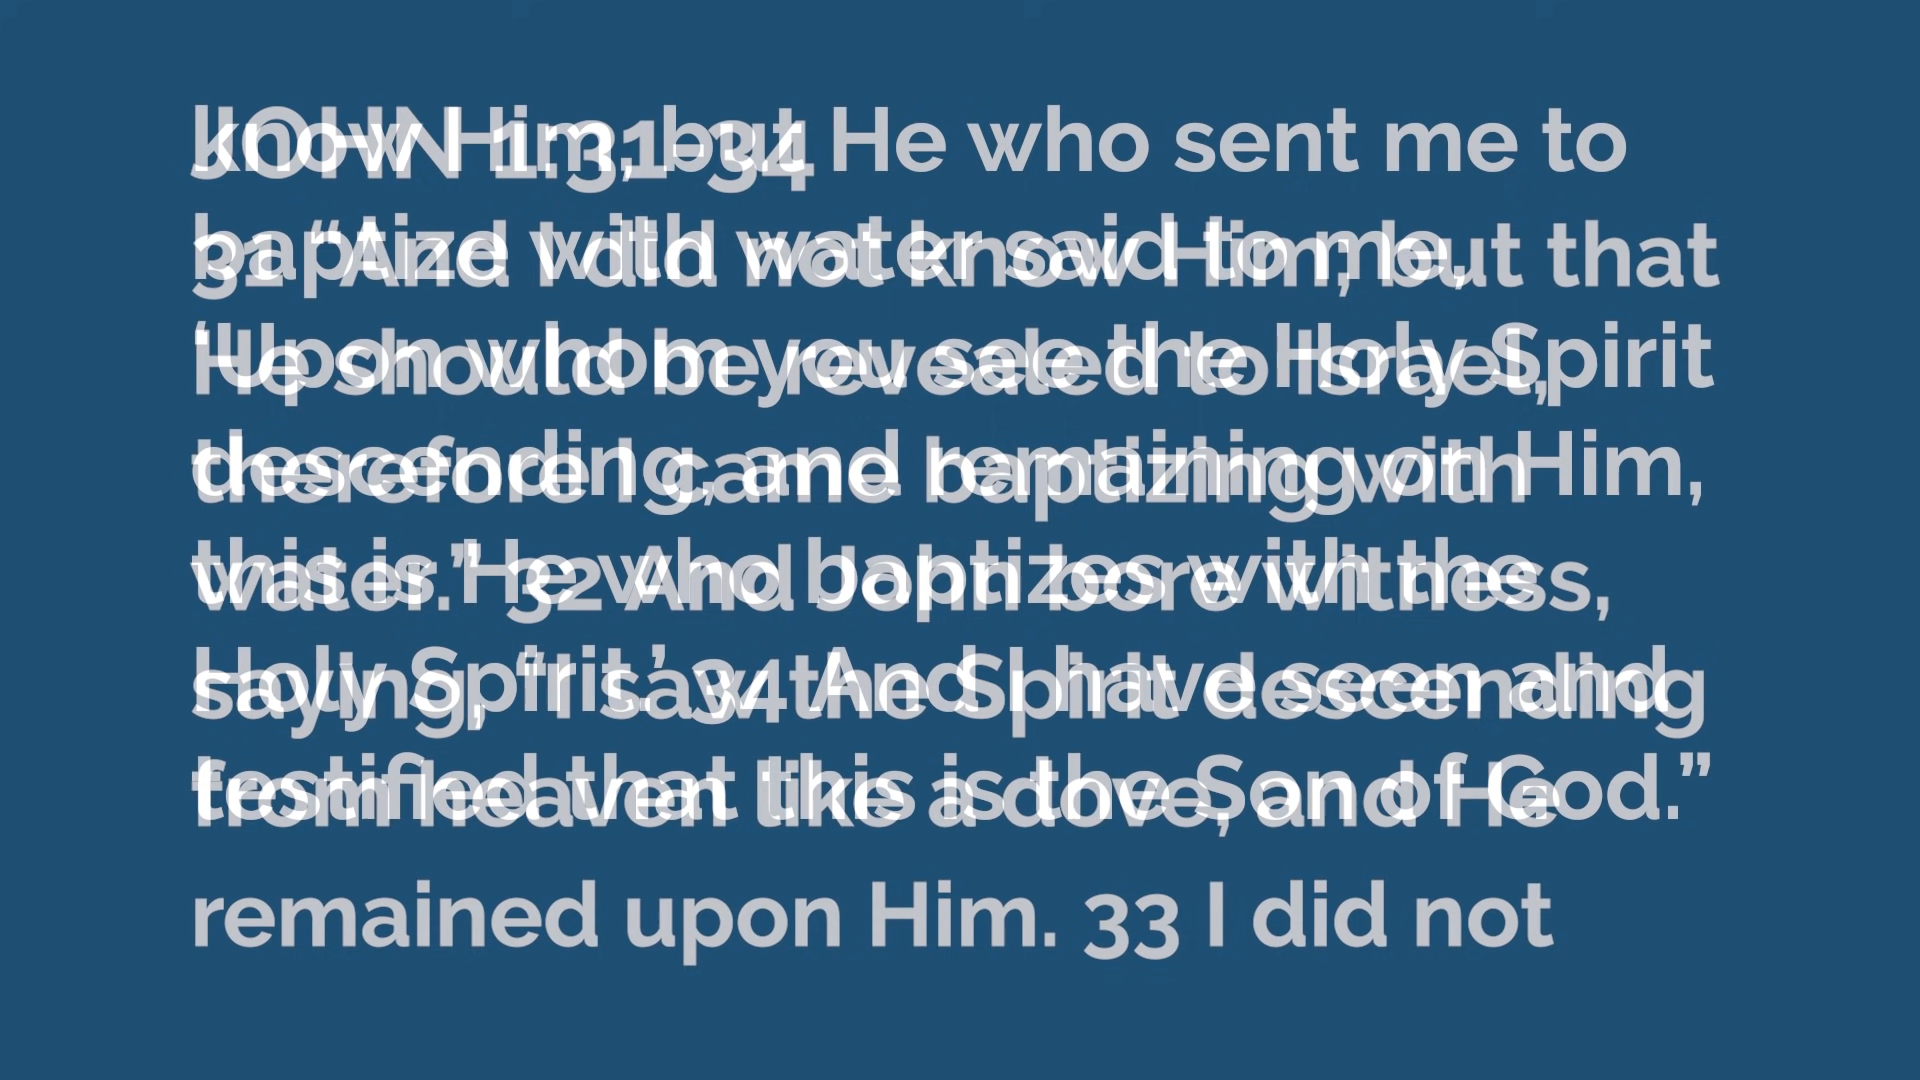 JOHN 1:31-34
31 “And I did not know Him; but that
He should be revealed to Israel,
therefore I came baptizing with
water.” 32 And John bore witness,
saying, “I saw the Spirit descending
from heaven like a dove, and He
remained upon Him. 33 I did not
know Him, but He who sent me to
baptize with water said to me,
‘Upon whom you see the Holy Spirit
descending, and remaining on Him,
this is He who baptizes with the
Holy Spirit.’ 34 And I have seen and
testified that this is the Son of God.”